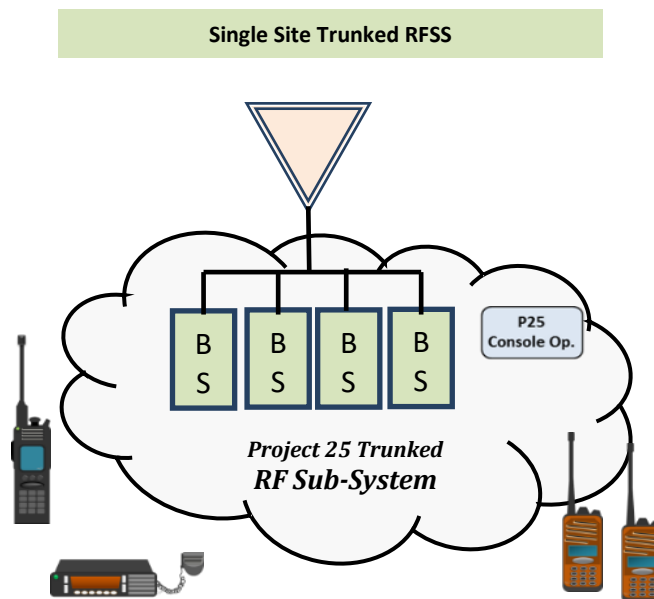 Single Site Trunked RFSS
B
S
B
S
B
S
B
S
P25
Console Op.
Project 25 Trunked
RF Sub-System